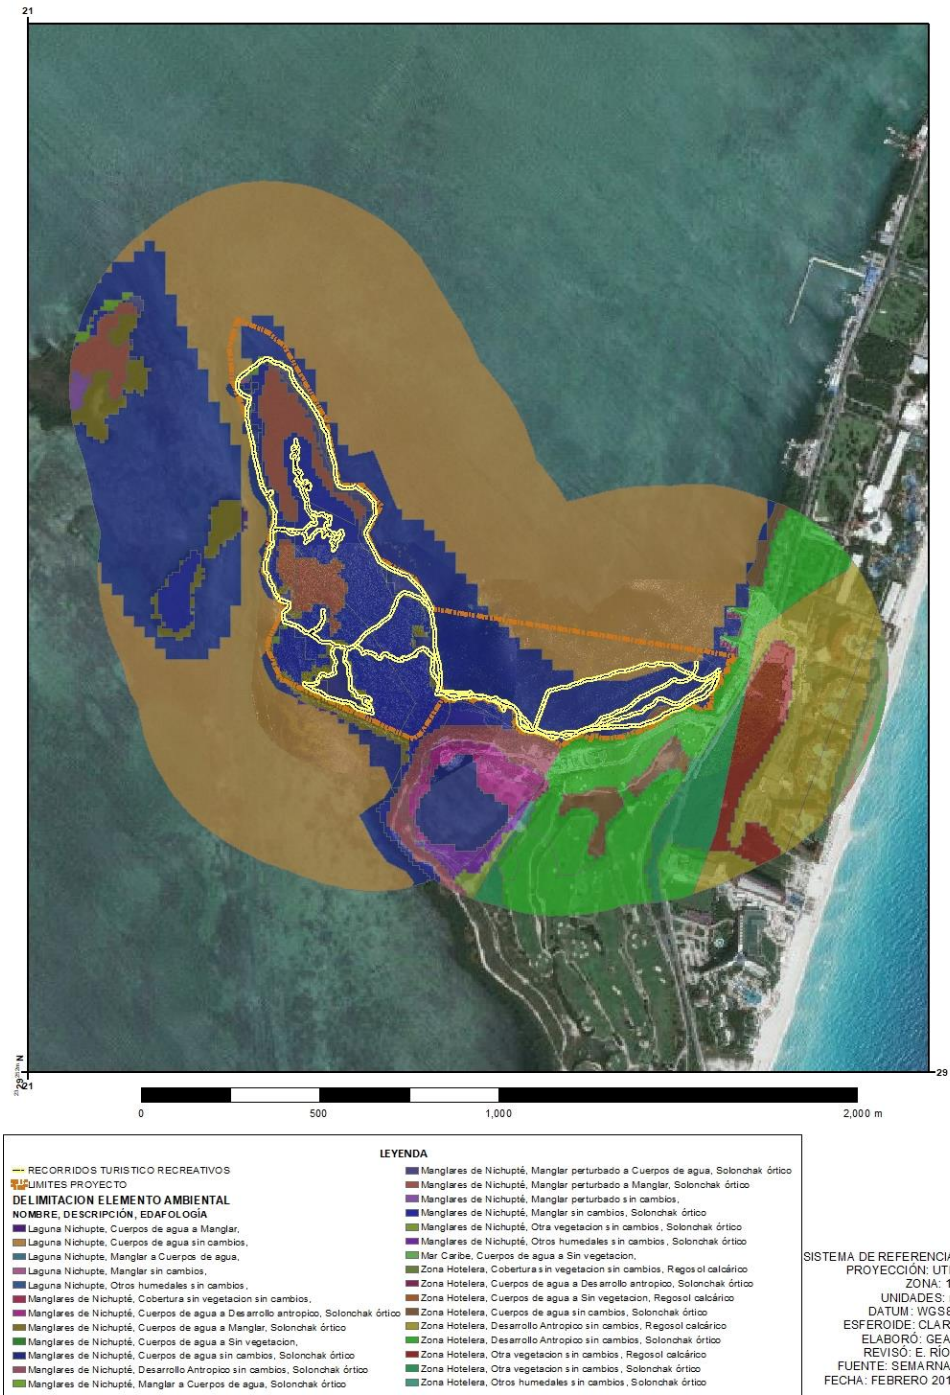 21
21
29
0 500 1,000 2,000 m
LEYENDA
RECORRIDOS TURISTICO RECREATIVOS
LIMITES PROYECTO
DELIMITACION ELEMENTO AMBIENTAL
NOMBRE, DESCRIPCIÓN, EDAFOLOGÍA
Laguna Nichupte, Cuerpos de agua a Manglar,
Laguna Nichupte, Cuerpos de agua sin cambios,
Laguna Nichupte, Manglar a Cuerpos de agua,
Laguna Nichupte, Manglar sin cambios,
Laguna Nichupte, Otros humedales sin cambios,
Manglares de Nichupté, Cobertura sin vegetacion sin cambios,
Manglares de Nichupté, Cuerpos de agua a Desarrollo antropico, Solonchak órtico
Manglares de Nichupté, Cuerpos de agua a Manglar, Solonchak órtico
Manglares de Nichupté, Cuerpos de agua a Sin vegetacion,
Manglares de Nichupté, Cuerpos de agua sin cambios, Solonchak órtico
Manglares de Nichupté, Desarrollo Antropico sin cambios, Solonchak órtico
Manglares de Nichupté, Manglar a Cuerpos de agua, Solonchak órtico
Manglares de Nichupté, Manglar perturbado a Cuerpos de agua, Solonchak órtico
Manglares de Nichupté, Manglar perturbado a Manglar, Solonchak órtico
Manglares de Nichupté, Manglar perturbado sin cambios,
Manglares de Nichupté, Manglar sin cambios, Solonchak órtico
Manglares de Nichupté, Otra vegetacion sin cambios, Solonchak órtico
Manglares de Nichupté, Otros humedales sin cambios, Solonchak órtico
Mar Caribe, Cuerpos de agua a Sin vegetacion,
Zona Hotelera, Cobertura sin vegetacion sin cambios, Regosol calcárico
Zona Hotelera, Cuerpos de agua a Desarrollo antropico, Solonchak órtico
Zona Hotelera, Cuerpos de agua a Sin vegetacion, Regosol calcárico
Zona Hotelera, Cuerpos de agua sin cambios, Solonchak órtico
Zona Hotelera, Desarrollo Antropico sin cambios, Regosol calcárico
Zona Hotelera, Desarrollo Antropico sin cambios, Solonchak órtico
Zona Hotelera, Otra vegetacion sin cambios, Regosol calcárico
Zona Hotelera, Otra vegetacion sin cambios, Solonchak órtico
Zona Hotelera, Otros humedales sin cambios, Solonchak órtico
SISTEMA DE REFERENCIA
PROYECCIÓN: UT
ZONA: 1
UNIDADES:
DATUM: WGS8
ESFEROIDE: CLAR
ELABORÓ: GEA
REVISÓ: E. RÍO
FUENTE: SEMARNA
FECHA: FEBRERO 201